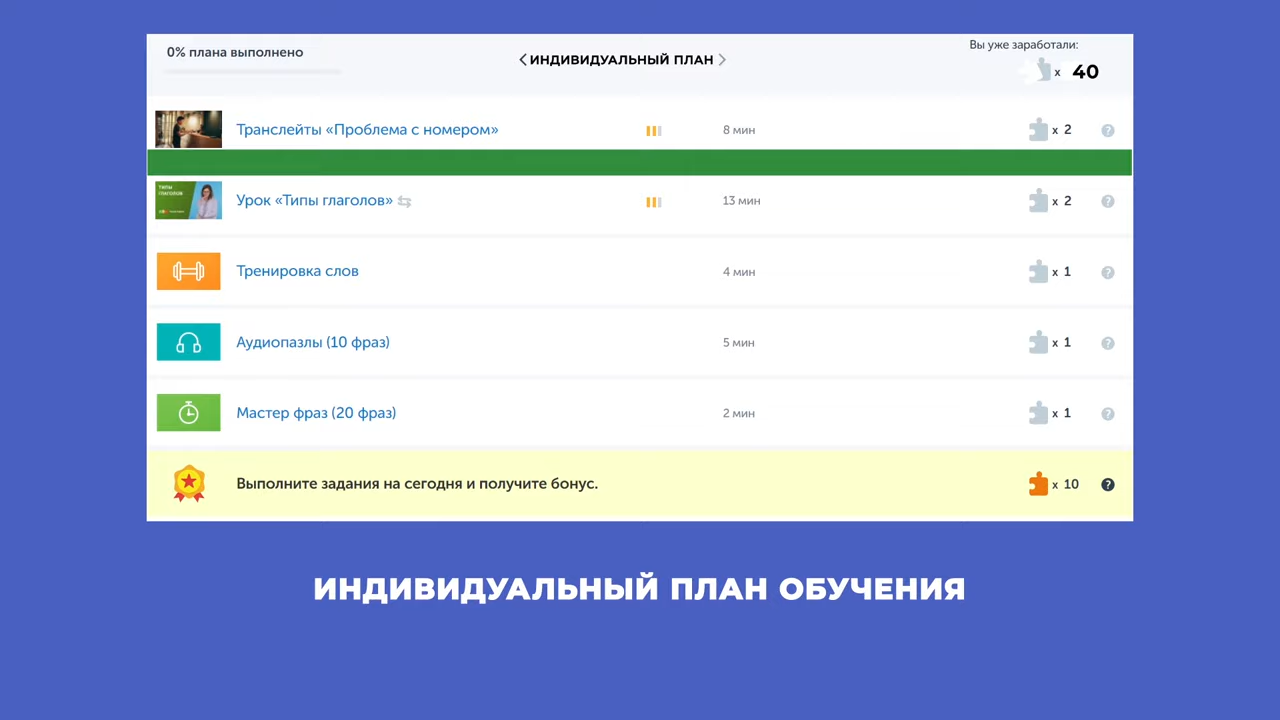 0% плана выполнено
ИНДИВИДУАЛЬНЫЙ ПЛАН
Вы уже заработали:
x 40
Транслейты «Проблема с номером»
8 мин
x 2
?
ТИПЫ
ГЛАГОЛОВ
Урок «Типы глаголов»
13 мин
x 2
?
Тренировка слов
4 мин
x 1
?
Аудиопазлы (10 фраз)
5 мин
x 1
?
Мастер фраз (20 фраз)
2 мин
x 1
?
Выполните задания на сегодня и получите бонус.
x 10
?
ИНДИВИДУАЛЬНЫЙ ПЛАН ОБУЧЕНИЯ